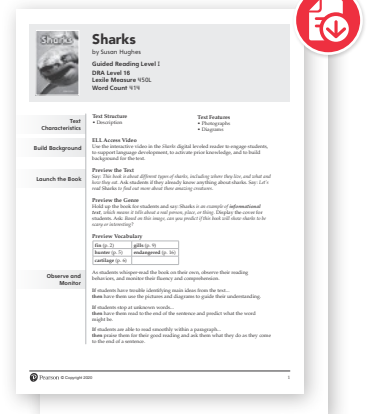 Sharks
Sharks
by Susan Hughes
Guided Reading Level I
DRA Level 16
Lexile Measure 450L
Word Count 414
Text
Characteristics
Text Structure
• Description
Text Features
• Photographs
• Diagrams
Build Background
ELL Access Video
Use the interactive video in the Sharks digital leveled reader to engage students,
to support language development, to activate prior knowledge, and to build
background for the text.
Launch the Book
Preview the Text
Say: This book is about different types of sharks, including where they live, and what and
how they eat. Ask students if they already know anything about sharks. Say: Let's
read Sharks to find out more about these amazing creatures.
Preview the Genre
Hold up the book for students and say: Sharks is an example of informational
text, which means it tells about a real person, place, or thing. Display the cover for
students. Ask: Based on this image, can you predict if this book will show sharks to be
scary or interesting?
Preview Vocabulary
fin (p. 2) gills (p. 9)
hunter (p. 5) endangered (p. 16)
cartilage (p. 6)
Observe and
Monitor
As students whisper-read the book on their own, observe their reading
behaviors, and monitor their fluency and comprehension.
If students have trouble identifying main ideas from the text...
then have them use the pictures and diagrams to guide their understanding.
If students stop at unknown words...
then have them read to the end of the sentence and predict what the word
might be.
If students are able to read smoothly within a paragraph...
then praise them for their good reading and ask them what they do as they come
to the end of a sentence.
Pearson © Copyright 2020
1